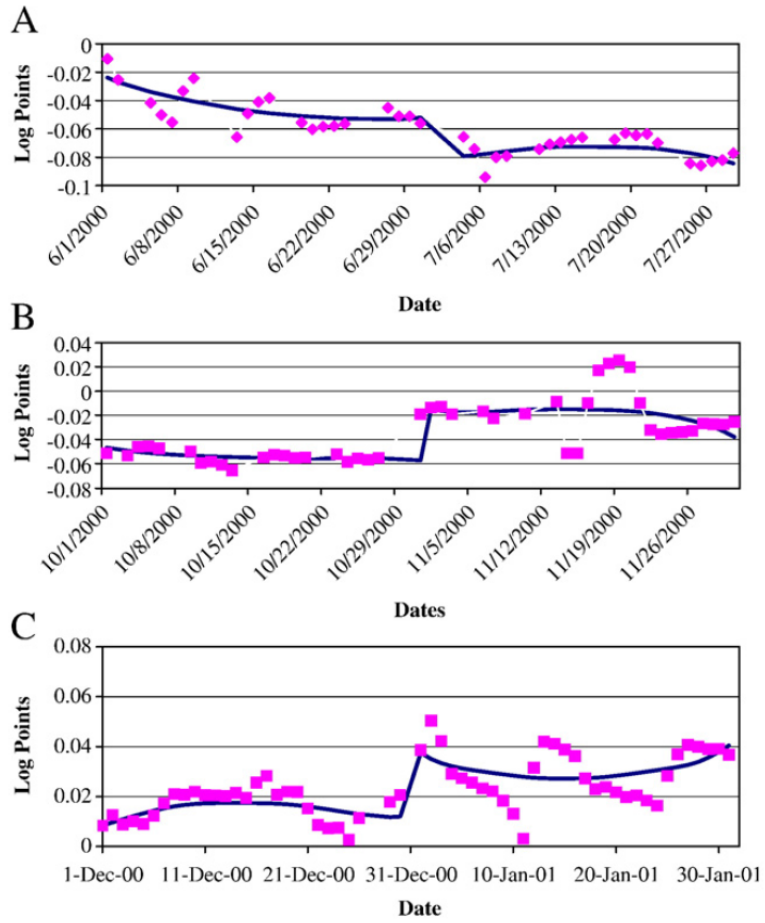 A
0
-0.02
-0.04
-0.06
-0.08
-0.1
Log Points
6/1/2000
6/8/2000
6/15/2000
6/22/2000
6/29/2000
7/6/2000
7/13/2000
7/20/2000
7/27/2000
Date
B
0.04
0.02
0
-0.02
-0.04
-0.06
-0.08
Log Points
10/1/2000
10/8/2000
10/15/2000
10/22/2000
10/29/2000
11/5/2000
11/12/2000
11/19/2000
11/26/2000
Dates
C
0.08
0.06
0.04
0.02
0
Log Points
1-Dec-00
11-Dec-00
21-Dec-00
31-Dec-00
10-Jan-01
20-Jan-01
30-Jan-01
Date